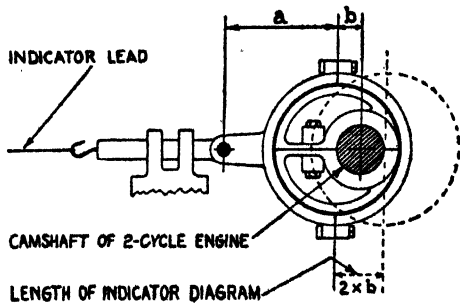 a b
INDICATOR LEAD
CAMSHAFT OF 2-CYCLE ENGINE
LENGTH OF INDICATOR DIAGRAM 2 × b